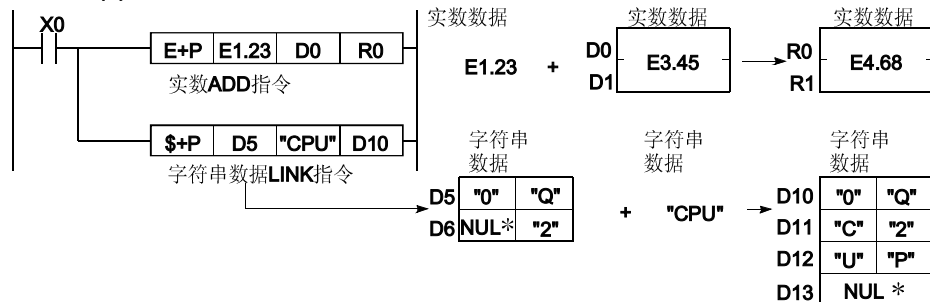 X0
E+P E1.23 D0 R0
实数ADD指令
$+P D5 "CPU" D10
字符串数据LINK指令
实数数据 实数数据 实数数据
E1.23 + D0 E3.45 R0 E4.68
D1 R1
字符串 字符串 字符串
数据 数据 数据
D5 "0" "Q" + "CPU" D10 "0" "Q"
D6 NUL* "2" D11 "C" "2"
D12 "U" "P"
D13 NUL *